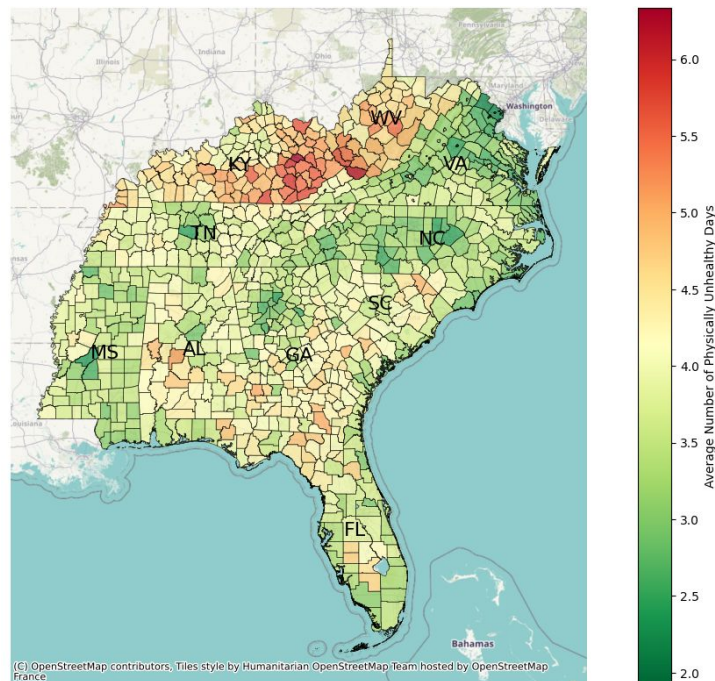 Pennsylvania
Illinois
Indiana
Ohio
Maryland
Washington
Delaware
WV
KY
VA
TN
NC
SC
MS
AL
GA
Louisiana
FL
Bahamas
(C) OpenStreetMap contributors, Tiles style by Humanitarian OpenStreetMap Team hosted by OpenStreetMap
France
6.0
5.5
5.0
4.5
4.0
3.5
3.0
2.5
2.0
Average Number of Physically Unhealthy Days